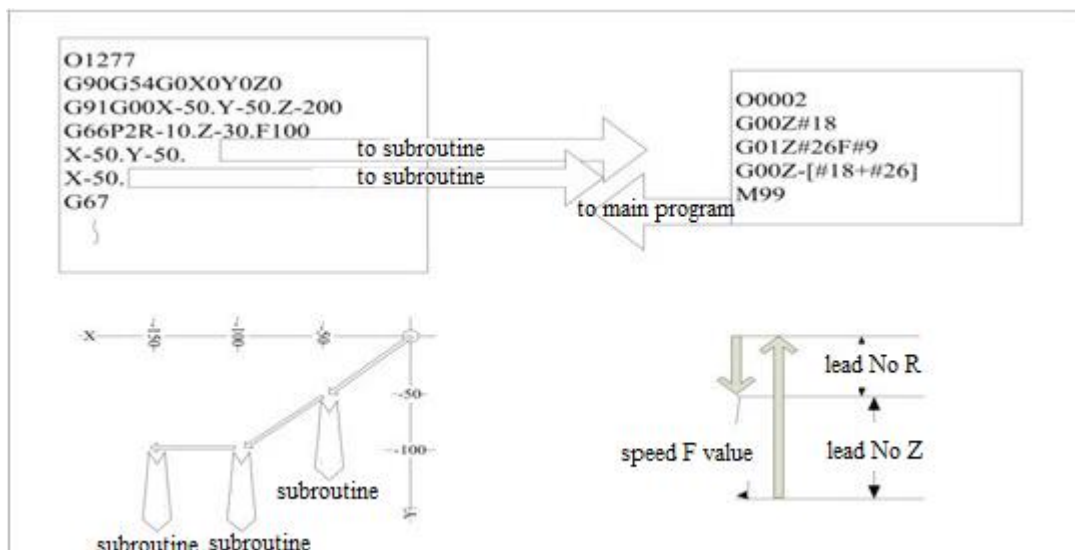 O1277
G90G54G0X0Y0Z0
G91G00X-50.Y-50.Z-200
G66P2R-10.Z-30.F100
X-50.Y-50.
X-50.
G67
to subroutine
to subroutine
to main program
O0002
G00Z#18
G01Z#26F#9
G00Z-[#18+#26]
M99
-X
-50
-100
subroutine
subroutine subroutine
lead No R
speed F value
lead No Z